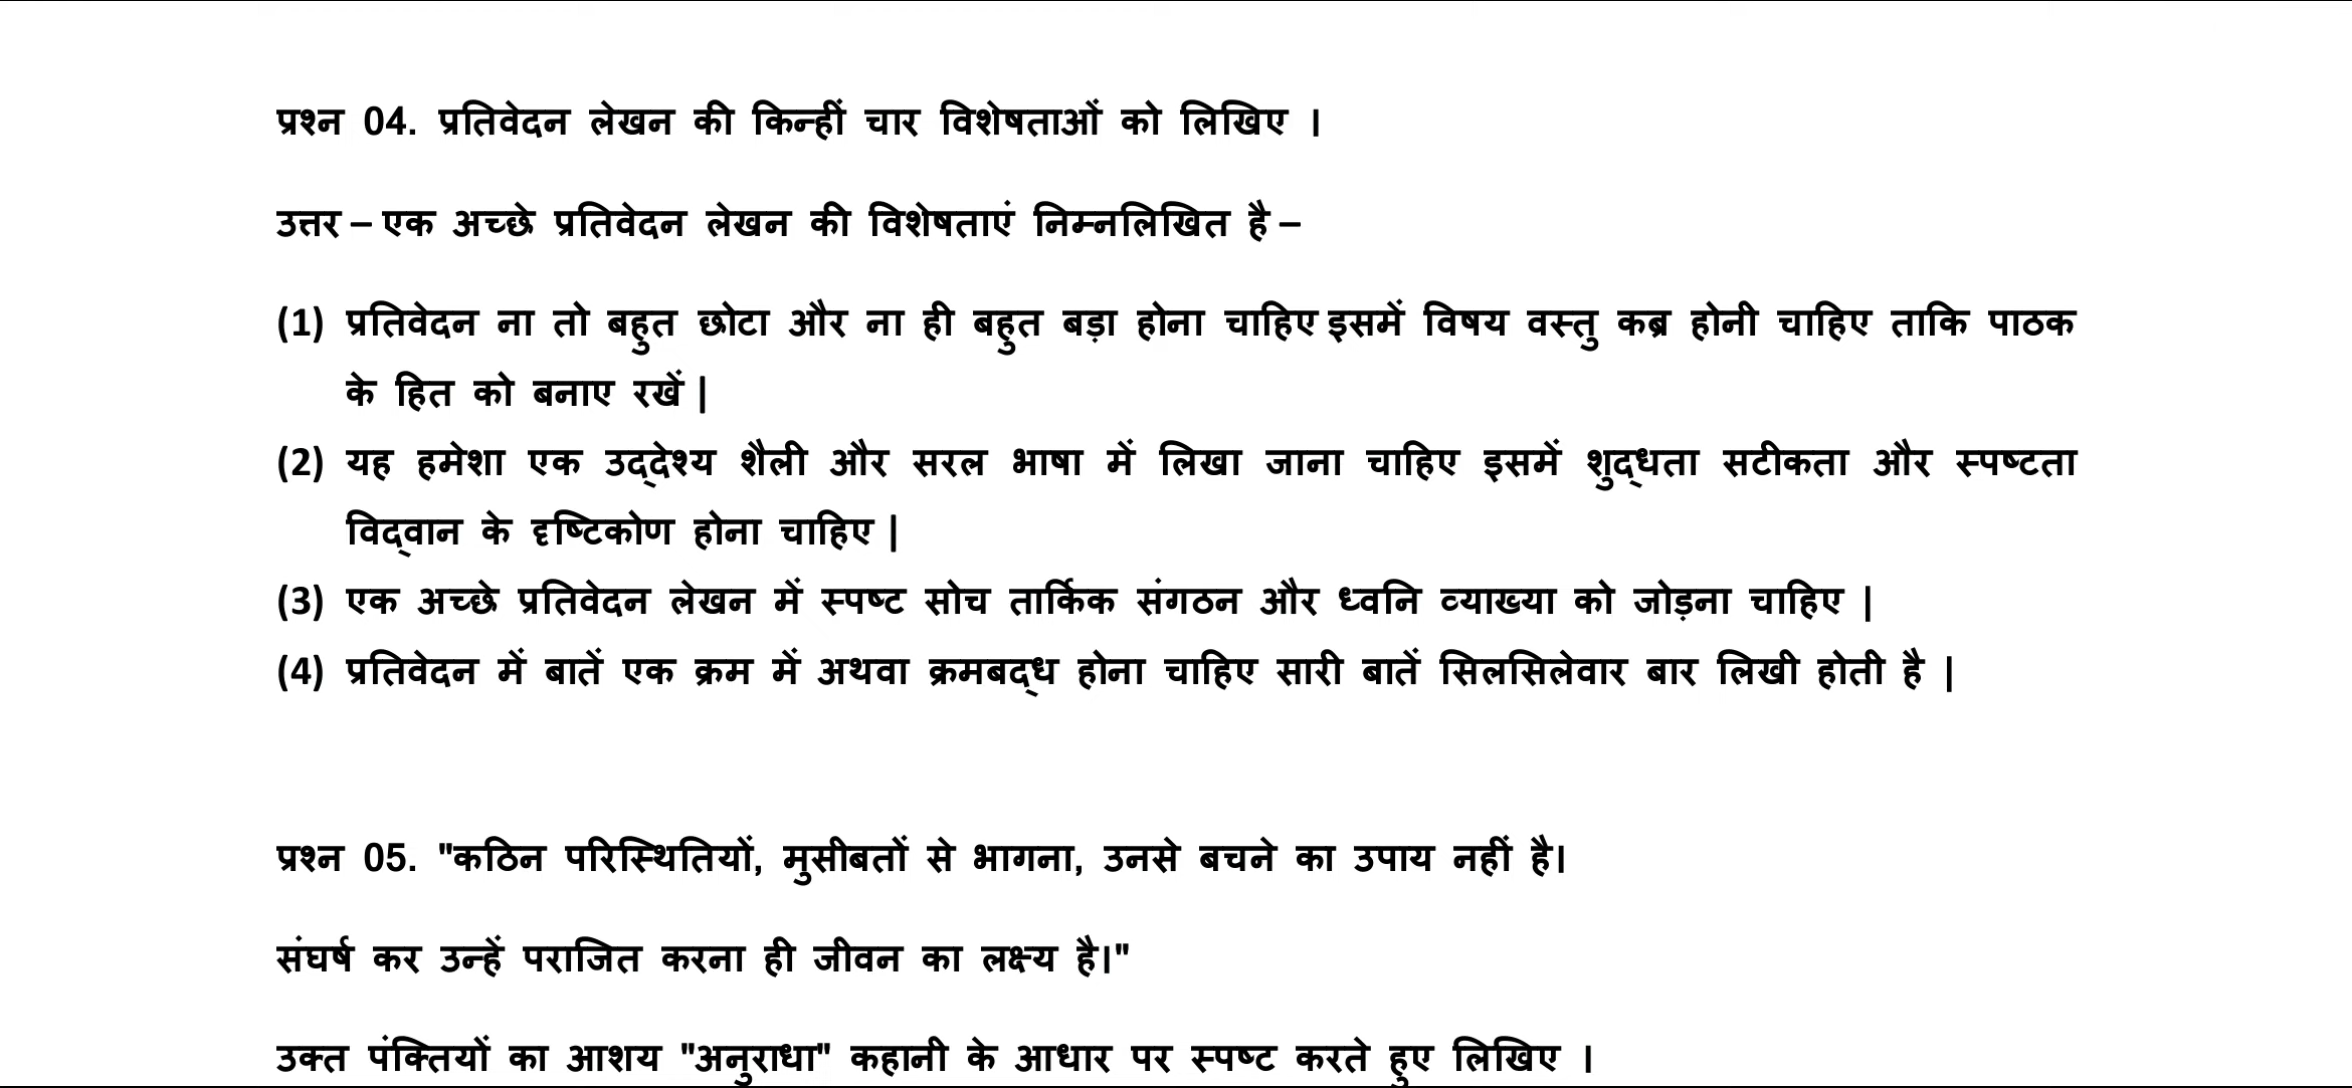 प्रश्न 04. प्रतिवेदन लेखन की किन्हीं चार विशेषताओं को लिखिए ।
उत्तर – एक अच्छे प्रतिवेदन लेखन की विशेषताएं निम्नलिखित है –
(1) प्रतिवेदन ना तो बहुत छोटा और ना ही बहुत बड़ा होना चाहिए इसमें विषय वस्तु कब्र होनी चाहिए ताकि पाठक
के हित को बनाए रखें |
(2) यह हमेशा एक उद्देश्य शैली और सरल भाषा में लिखा जाना चाहिए इसमें शुद्धता सटीकता और स्पष्टता
विद्वान के दृष्टिकोण होना चाहिए |
(3) एक अच्छे प्रतिवेदन लेखन में स्पष्ट सोच तार्किक संगठन और ध्वनि व्याख्या को जोड़ना चाहिए |
(4) प्रतिवेदन में बातें एक क्रम में अथवा क्रमबद्ध होना चाहिए सारी बातें सिलसिलेवार बार लिखी होती है |
प्रश्न 05. "कठिन परिस्थितियों, मुसीबतों से भागना, उनसे बचने का उपाय नहीं है।
संघर्ष कर उन्हें पराजित करना ही जीवन का लक्ष्य है।"
उक्त पंक्तियों का आशय "अनुराधा" कहानी के आधार पर स्पष्ट करते हुए लिखिए ।